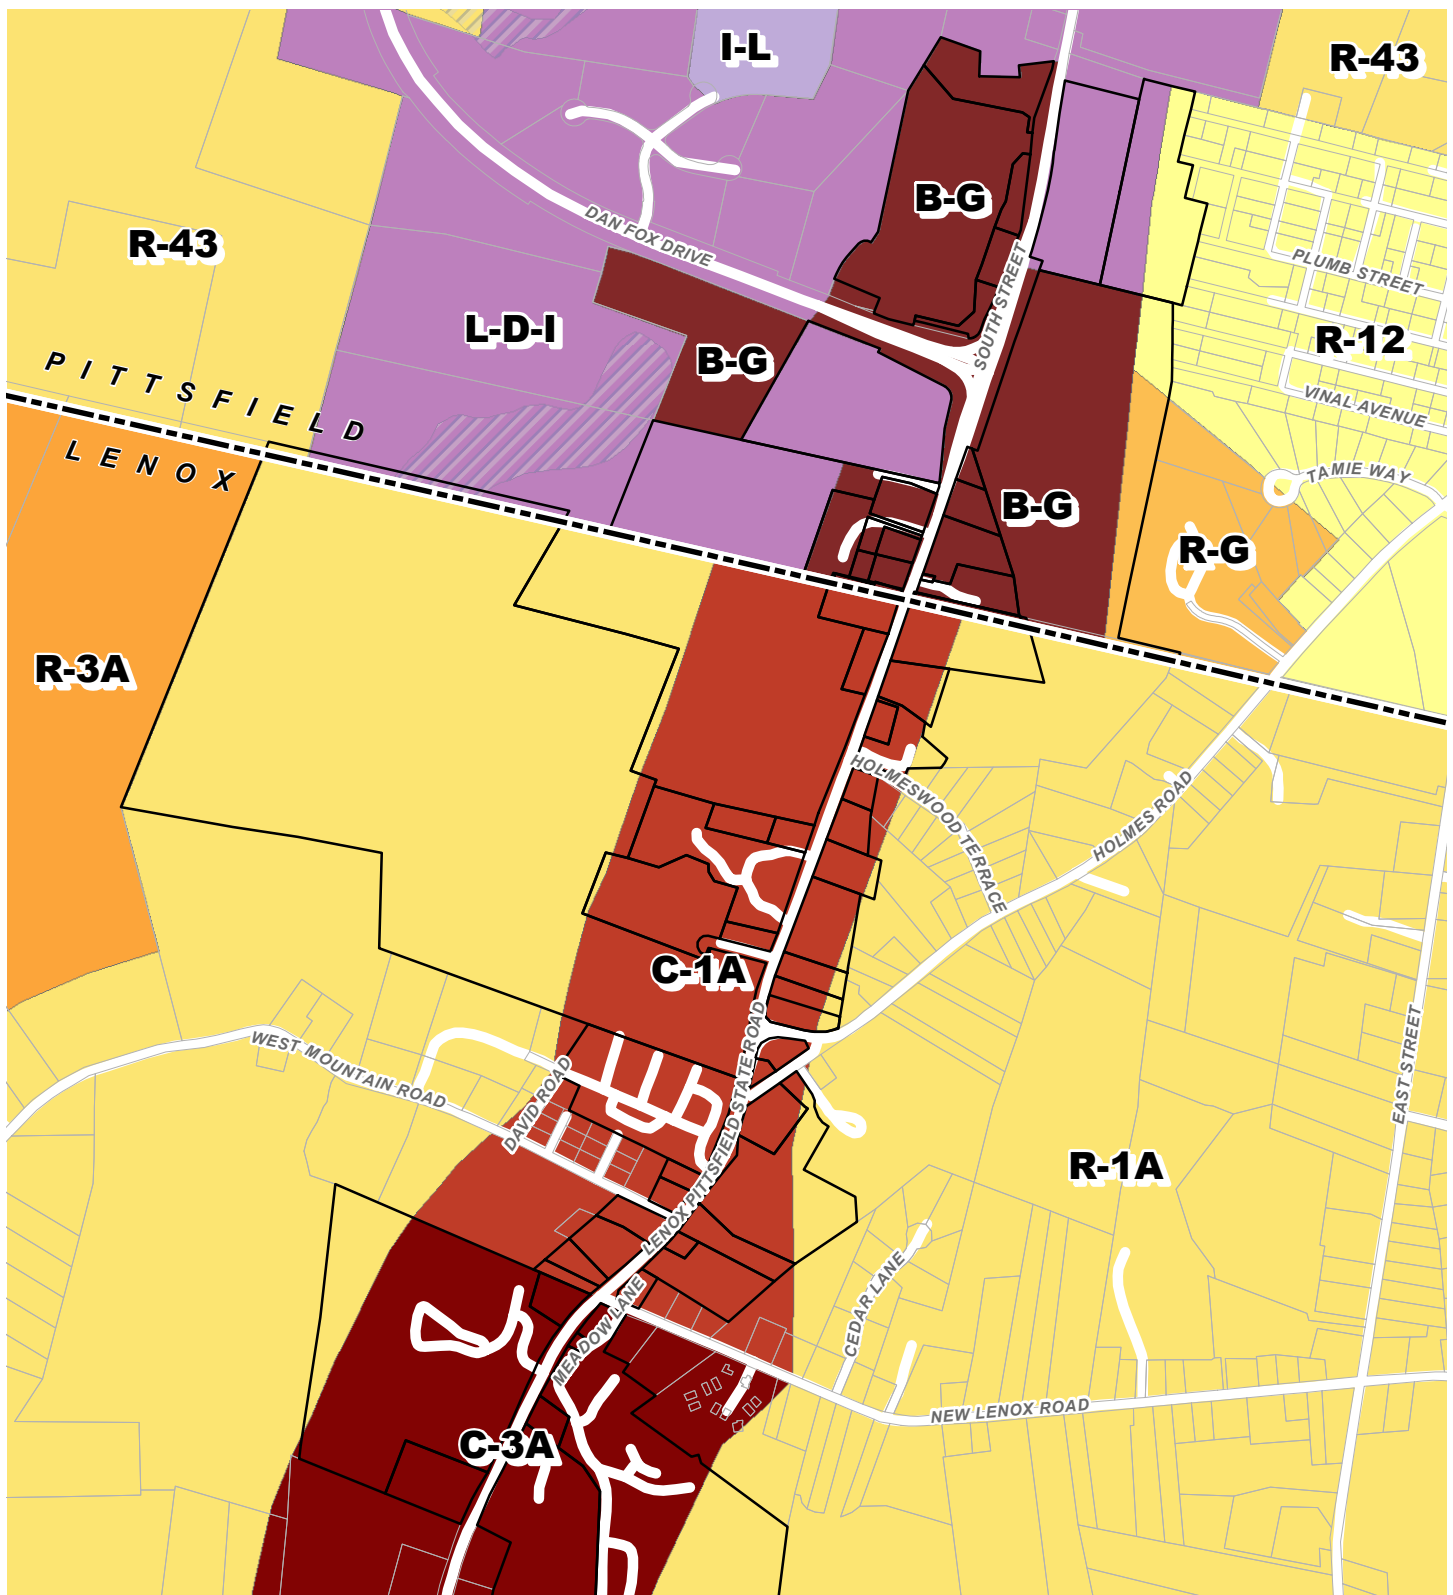 I-L
R-43
B-G
DAN FOX DRIVE
R-43
PLUMB STREET
SOUTH STREET
L-D-I
R-12
B-G
PITTSFIELD
VINAL AVENUE
LENOX
TAMIE WAY
B-G
R-G
R-3A
HOLMESWOOD TERRACE
HOLMES ROAD
C-1A
LENOX PITTSFIELD STATE ROAD
WEST MOUNTAIN ROAD
DAVID ROAD
EAST STREET
R-1A
CEDAR LANE
MEADOW LANE
NEW LENOX ROAD
C-3A